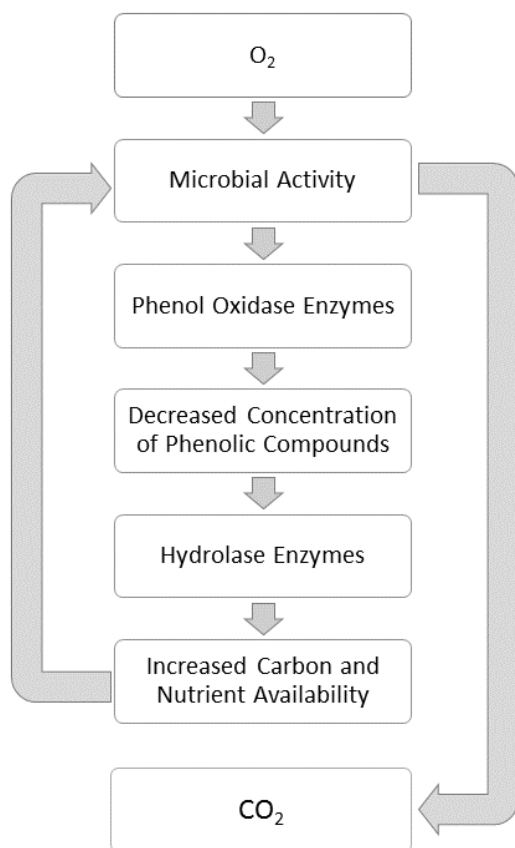 O₂
Microbial Activity
Phenol Oxidase Enzymes
Decreased Concentration
of Phenolic Compounds
Hydrolase Enzymes
Increased Carbon and
Nutrient Availability
CO₂